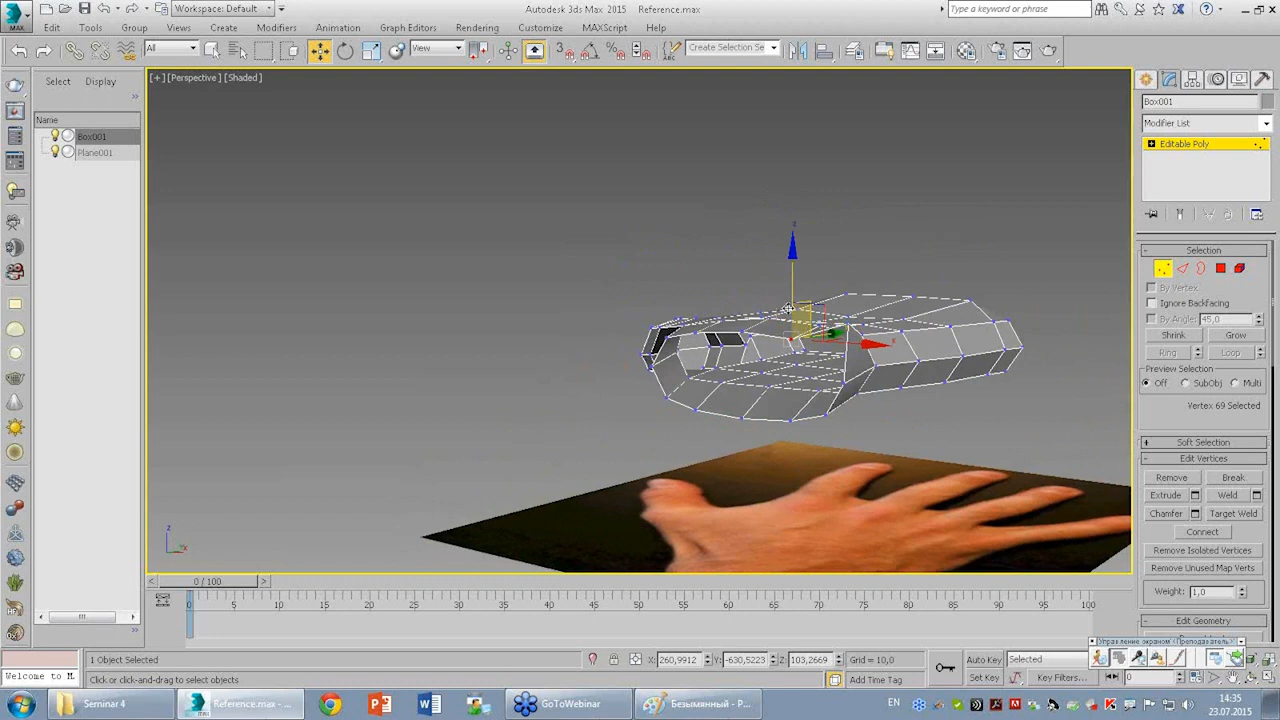 Workspace: Default
Autodesk 3ds Max 2015    Reference.max
Type a keyword or phrase
MAX
Edit Tools Group Views Create Modifiers Animation Graph Editors Rendering Customize MAXScript Help
All
View
Create Selection Se
Select Display
[+] [Perspective] [Shaded]
Name
Box001
Plane001
Box001
Modifier List
Editable Poly
Selection
By Vertex
Ignore Backfacing
By Angle: 45,0
Shrink Grow
Ring Loop
Preview Selection
Off SubObj Multi
Vertex 69 Selected
Soft Selection
Edit Vertices
Remove Break
Extrude Weld
Chamfer Target Weld
Connect
Remove Isolated Vertices
Remove Unused Map Verts
Weight: 1,0
Edit Geometry
z
x
z
x
0 / 100
0 5 10 15 20 25 30 35 40 45 50 55 60 65 70 75 80 85 90 95 100
Управление экраном" (Преподаватель)
1 Object Selected
X: 260,9912 Y: -630,5223 Z: 103,2669 Grid = 10,0
Auto Key Selected
Welcome to M
Click or click-and-drag to select objects
Add Time Tag
Set Key Key Filters...
0
Seminar 4
Reference.max - ...
GoToWebinar
Безымянный - P...
EN
14:35
23.07.2015